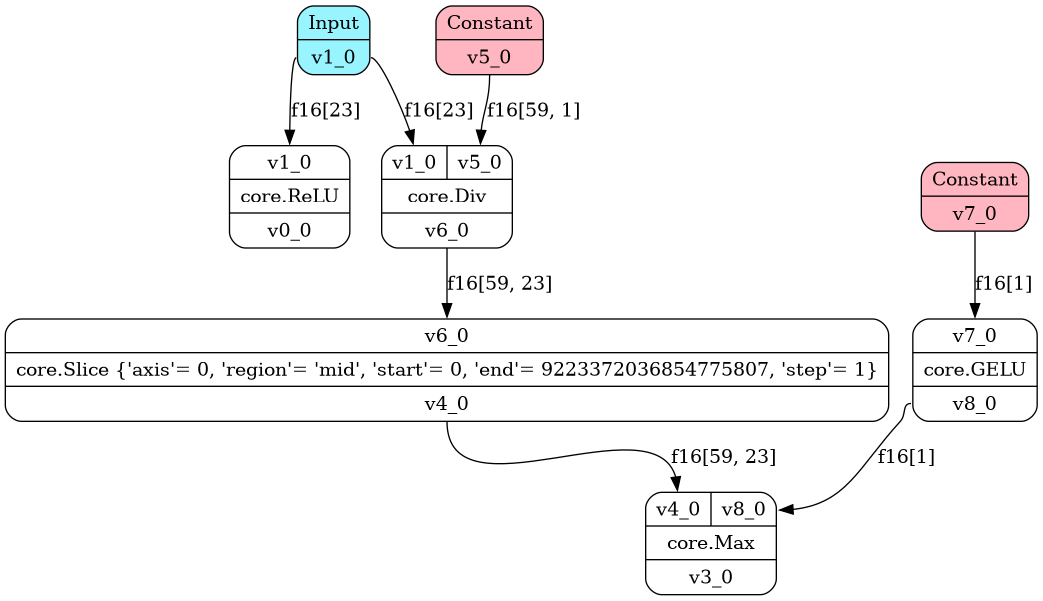 Input
v1_0
Constant
v5_0
f16[23]
f16[23]
f16[59, 1]
v1_0
core.ReLU
v0_0
v1_0
v5_0
core.Div
v6_0
Constant
v7_0
f16[59, 23]
f16[1]
v6_0
core.Slice {'axis'= 0, 'region'= 'mid', 'start'= 0, 'end'= 9223372036854775807, 'step'= 1}
v4_0
v7_0
core.GELU
v8_0
f16[59, 23]
f16[1]
v4_0
v8_0
core.Max
v3_0